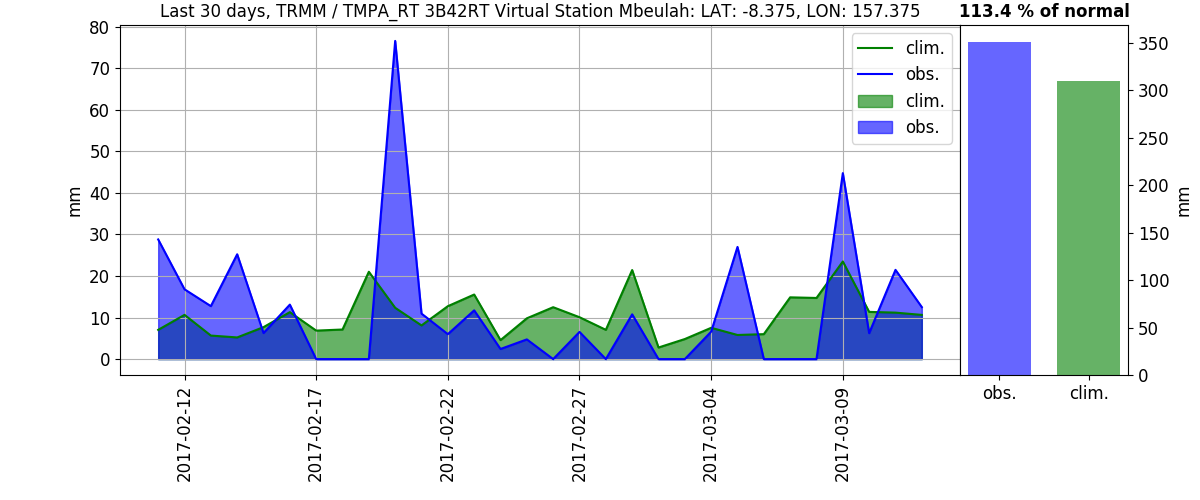 Last 30 days, TRMM / TMPA_RT 3B42RT Virtual Station Mbeulah: LAT: -8.375, LON: 157.375
113.4 % of normal
80
70
60
50
40
30
20
10
0
mm
clim.
obs.
clim.
obs.
2017-02-12
2017-02-17
2017-02-22
2017-02-27
2017-03-04
2017-03-09
350
300
250
200
150
100
50
0
mm
obs.
clim.